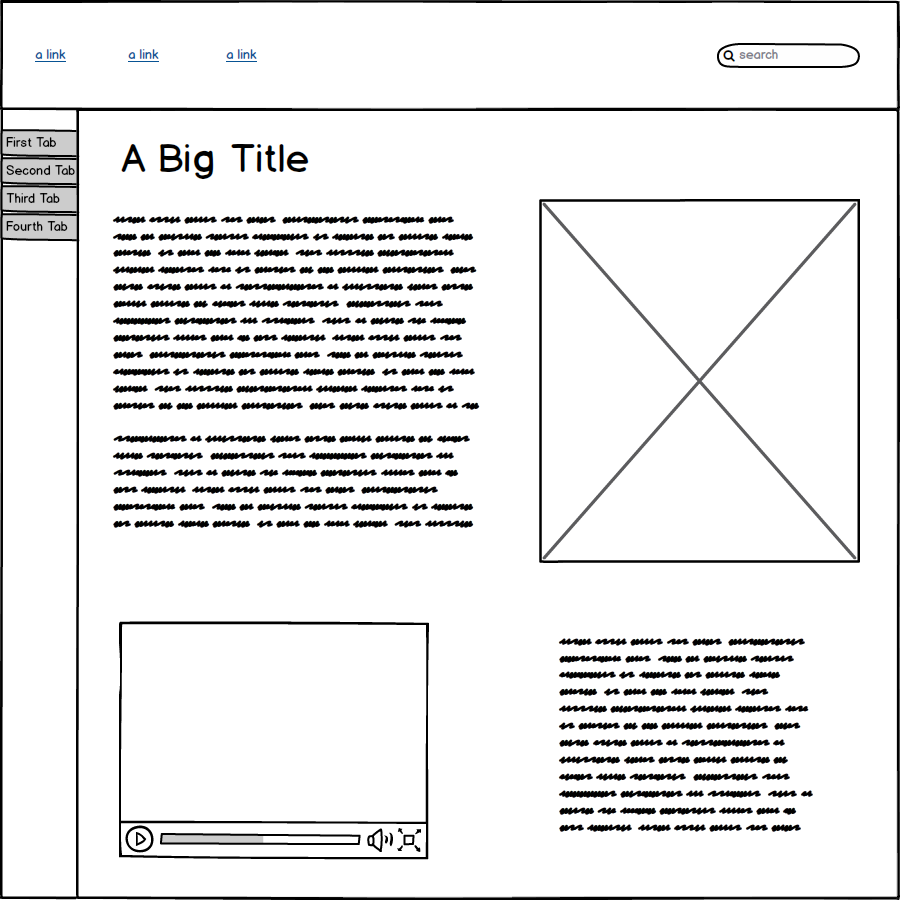 a link a link a link search
First Tab
Second Tab
Third Tab
Fourth Tab
A Big Title